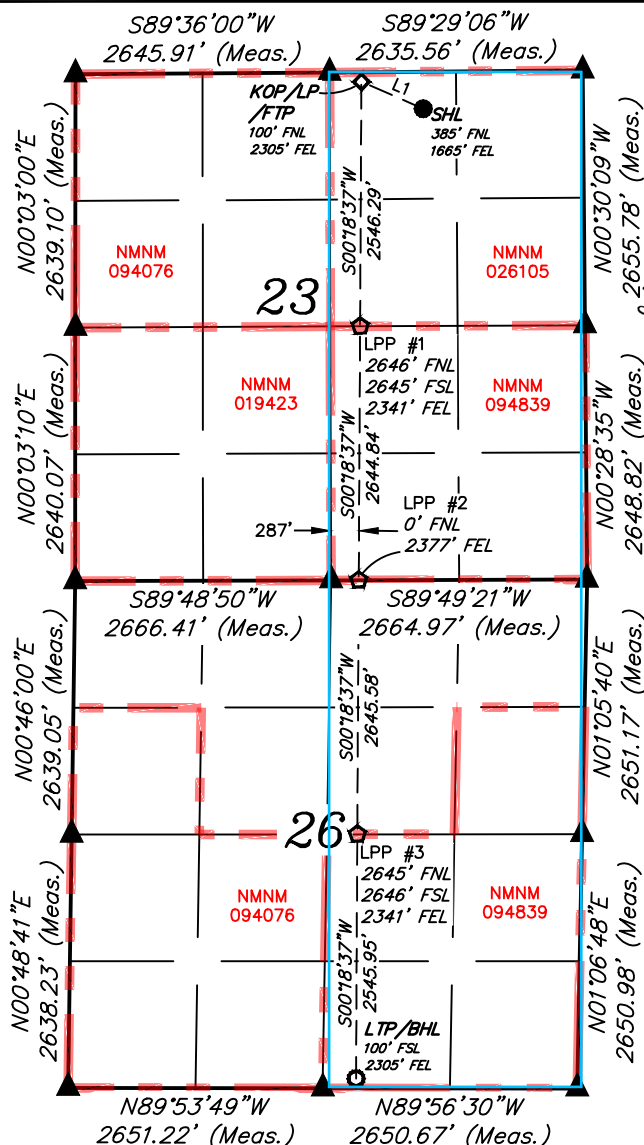 S89°36'00"W
2645.91' (Meas.)
S89°29'06"W
2635.56' (Meas.)
KOP/LP
/FTP
100' FNL
2305' FEL
L1
SHL
385' FNL
1665' FEL
N00°03'00"E
2639.10' (Meas.)
S00°18'37"W
2546.29'
N00°30'09"W
2655.78' (Meas.)
NMNM
094076
NMNM
026105
23
LPP #1
2646' FNL
2645' FSL
2341' FEL
NMNM
019423
NMNM
094839
N00°03'10"E
2640.07' (Meas.)
S00°18'37"W
2644.84'
N00°28'35"W
2648.82' (Meas.)
LPP #2
0' FNL
2377' FEL
287'
S89°48'50"W
2666.41' (Meas.)
S89°49'21"W
2664.97' (Meas.)
N00°46'00"E
2639.05' (Meas.)
S00°18'37"W
2645.58'
N01°05'40"E
2651.17' (Meas.)
26
LPP #3
2645' FNL
2646' FSL
2341' FEL
NMNM
094076
NMNM
094839
N00°48'41"E
2638.23' (Meas.)
S00°18'37"W
2545.95'
N01°06'48"E
2650.98' (Meas.)
LTP/BHL
100' FSL
2305' FEL
N89°53'49"W
2651.22' (Meas.)
N89°56'30"W
2650.67' (Meas.)